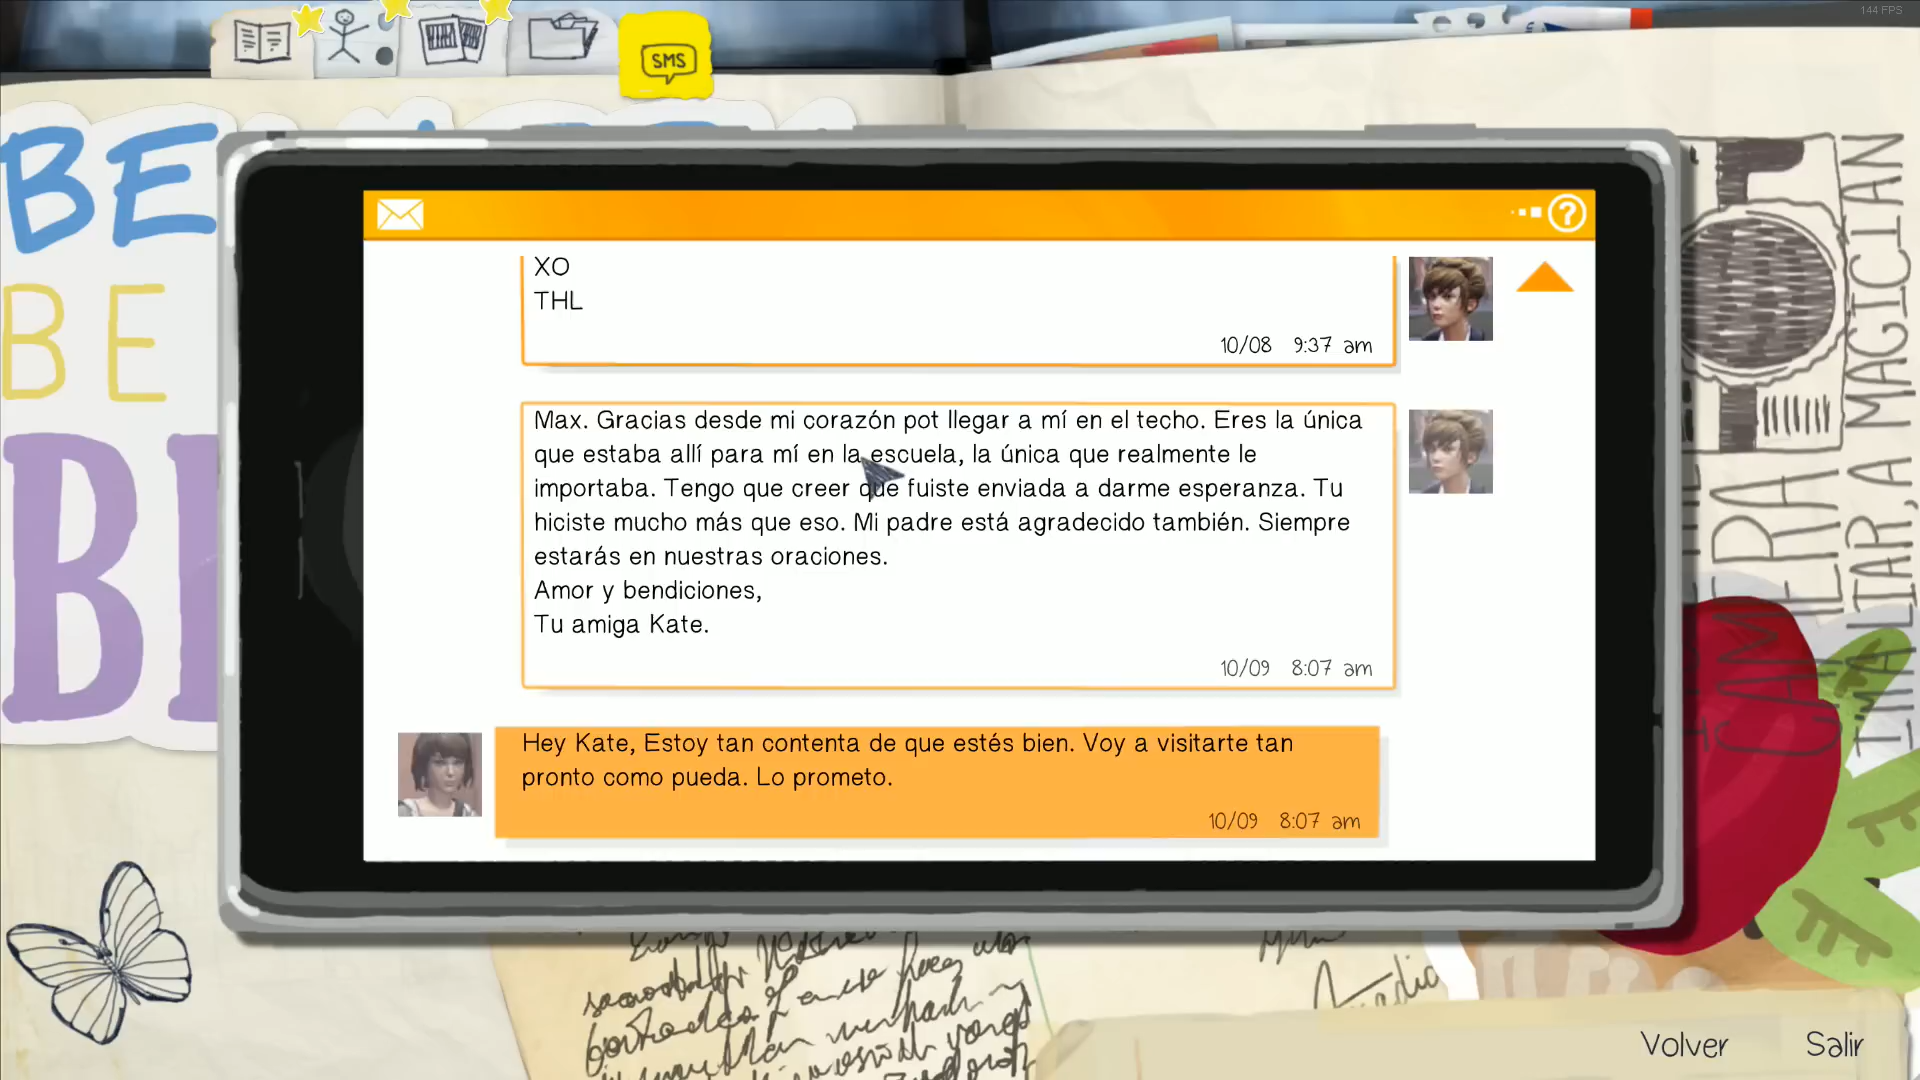 144 FPS
SMS
BE
BE
XO
THL
10/08 9:37 am
Max. Gracias desde mi corazón pot llegar a mí en el techo. Eres la única
que estaba allí para mí en la escuela, la única que realmente le
importaba. Tengo que creer que fuiste enviada a darme esperanza. Tu
hiciste mucho más que eso. Mi padre está agradecido también. Siempre
estarás en nuestras oraciones.
Amor y bendiciones,
Tu amiga Kate.
10/09 8:07 am
Hey Kate, Estoy tan contenta de que estés bien. Voy a visitarte tan
pronto como pueda. Lo prometo.
10/09 8:07 am
Volver
Salir